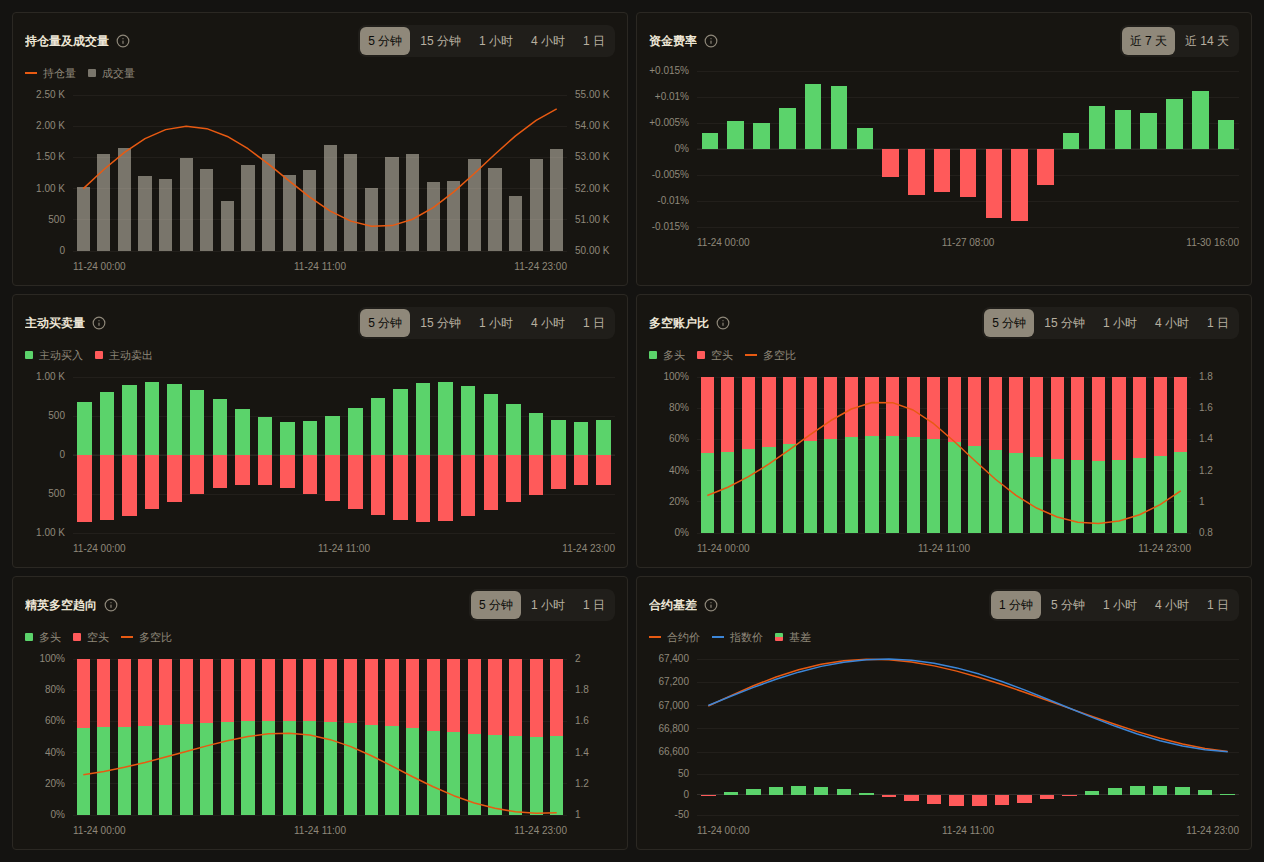 持仓量及成交量
5 分钟 15 分钟 1 小时 4 小时 1 日
持仓量 成交量
2.50 K
2.00 K
1.50 K
1.00 K
500
0
55.00 K
54.00 K
53.00 K
52.00 K
51.00 K
50.00 K
11-24 00:00 11-24 11:00 11-24 23:00
资金费率
近 7 天 近 14 天
+0.015%
+0.01%
+0.005%
0%
-0.005%
-0.01%
-0.015%
11-24 00:00 11-27 08:00 11-30 16:00
主动买卖量
5 分钟 15 分钟 1 小时 4 小时 1 日
主动买入 主动卖出
1.00 K
500
0
500
1.00 K
11-24 00:00 11-24 11:00 11-24 23:00
多空账户比
5 分钟 15 分钟 1 小时 4 小时 1 日
多头 空头 多空比
100%
80%
60%
40%
20%
0%
1.8
1.6
1.4
1.2
1
0.8
11-24 00:00 11-24 11:00 11-24 23:00
精英多空趋向
5 分钟 1 小时 1 日
多头 空头 多空比
100%
80%
60%
40%
20%
0%
2
1.8
1.6
1.4
1.2
1
11-24 00:00 11-24 11:00 11-24 23:00
合约基差
1 分钟 5 分钟 1 小时 4 小时 1 日
合约价 指数价 基差
67,400
67,200
67,000
66,800
66,600
50
0
-50
11-24 00:00 11-24 11:00 11-24 23:00